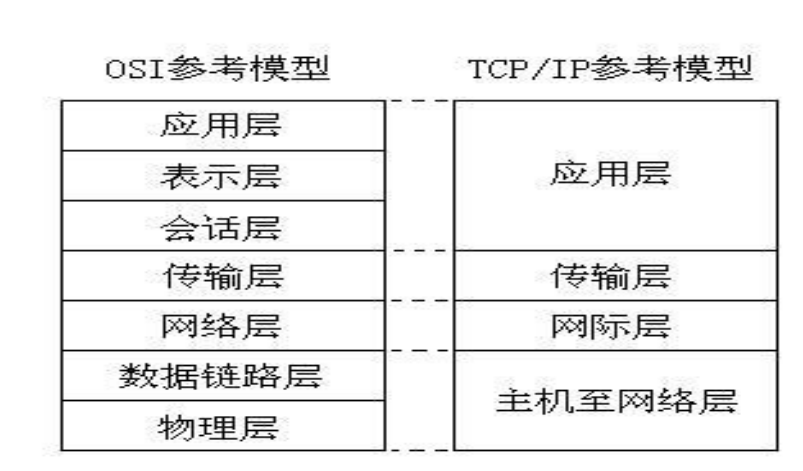 OSI参考模型
TCP/IP参考模型
应用层
表示层
会话层
传输层
网络层
数据链路层
物理层
应用层
传输层
网际层
主机至网络层